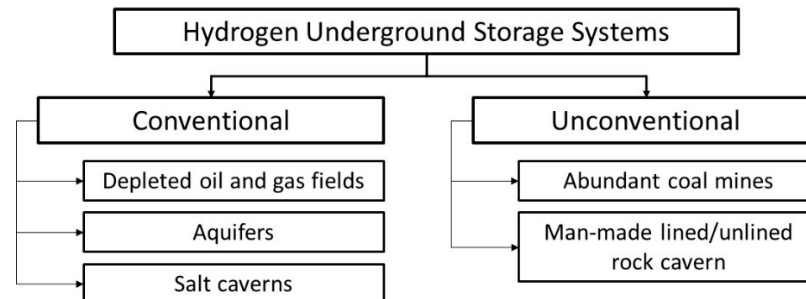 Hydrogen Underground Storage Systems
Conventional
Depleted oil and gas fields
Aquifers
Salt caverns
Unconventional
Abundant coal mines
Man-made lined/unlined
rock cavern